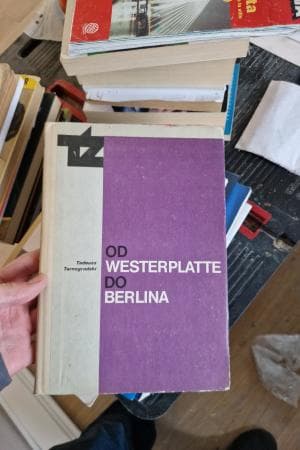 Tadeusz
Tarnogrodzki
OD
WESTERPLATTE
DO
BERLINA